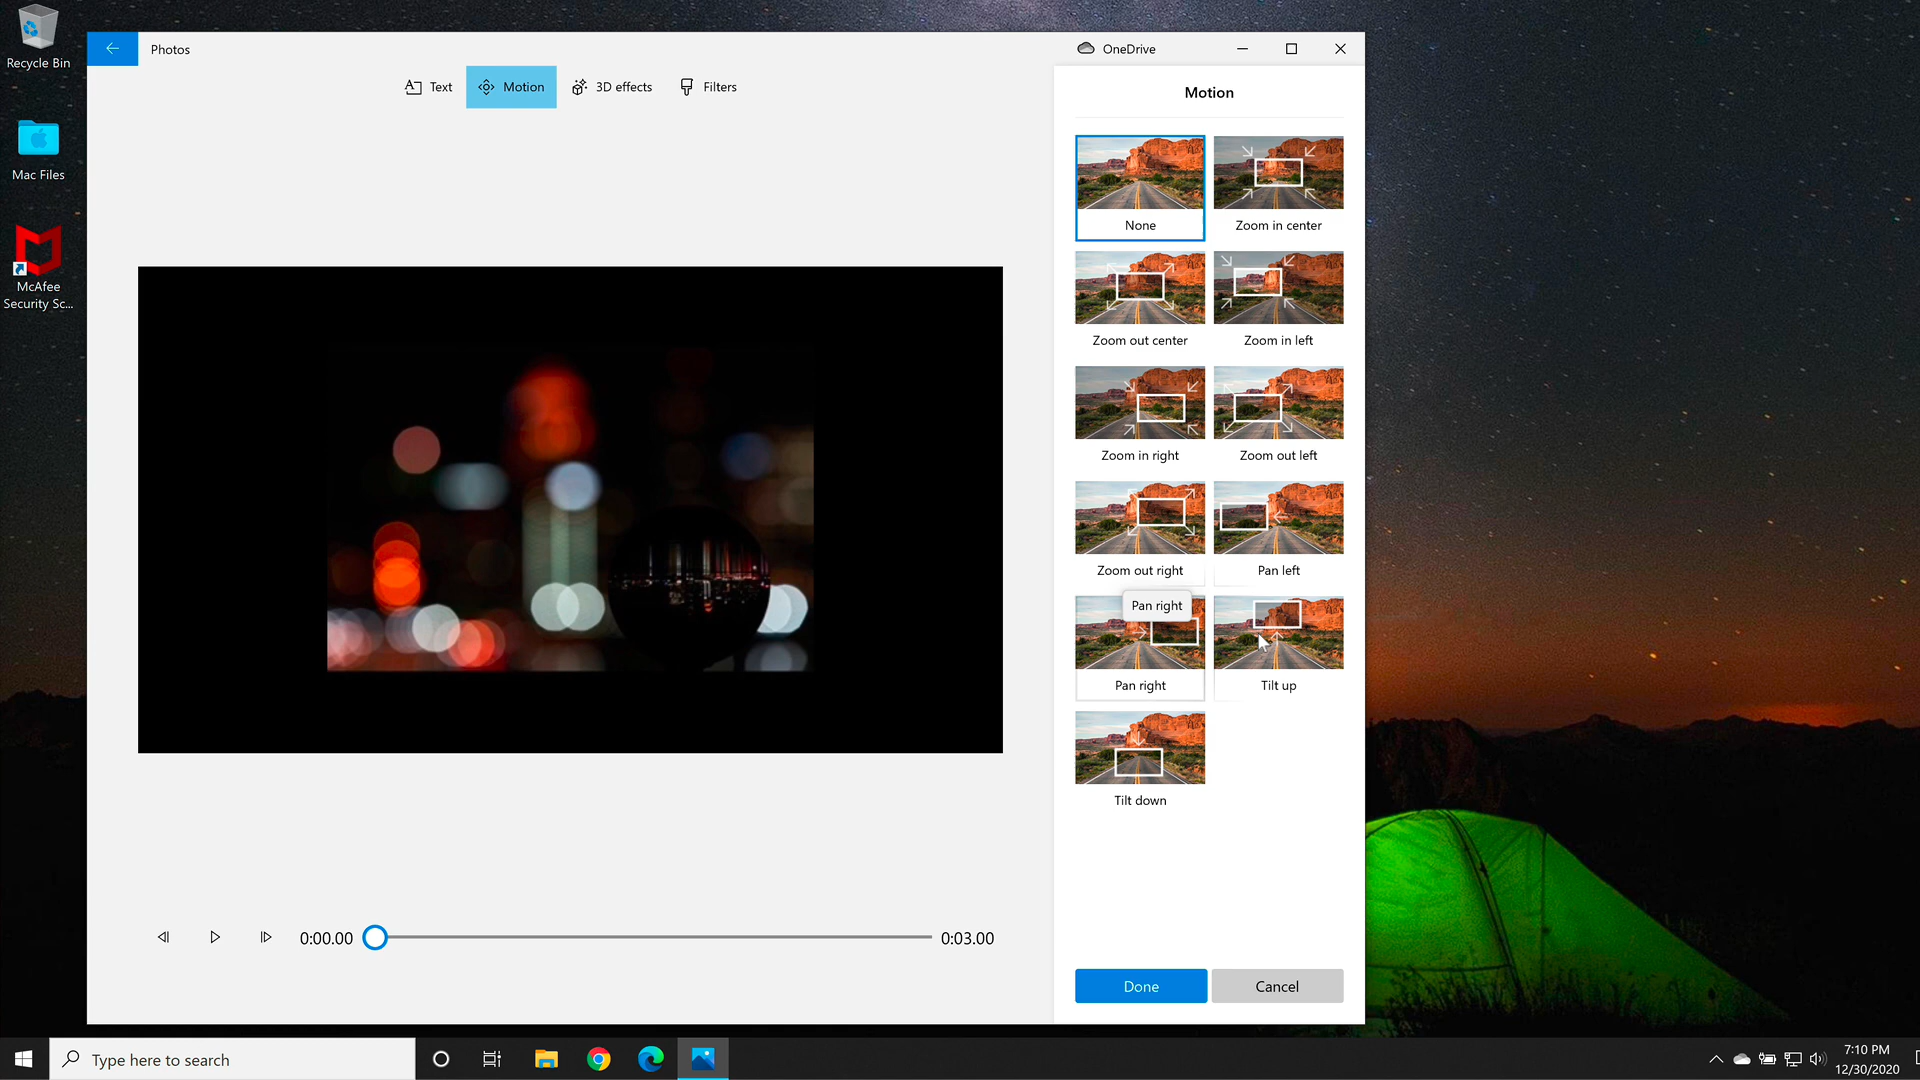 Recycle Bin
Mac Files
McAfee
Security Sc...
Photos
OneDrive
Text
Motion
3D effects
Filters
Motion
None
Zoom in center
Zoom out center
Zoom in left
Zoom in right
Zoom out left
Zoom out right
Pan left
Pan right
Pan right
Tilt up
Tilt down
0:00.00
0:03.00
Done
Cancel
Type here to search
7:10 PM
12/30/2020